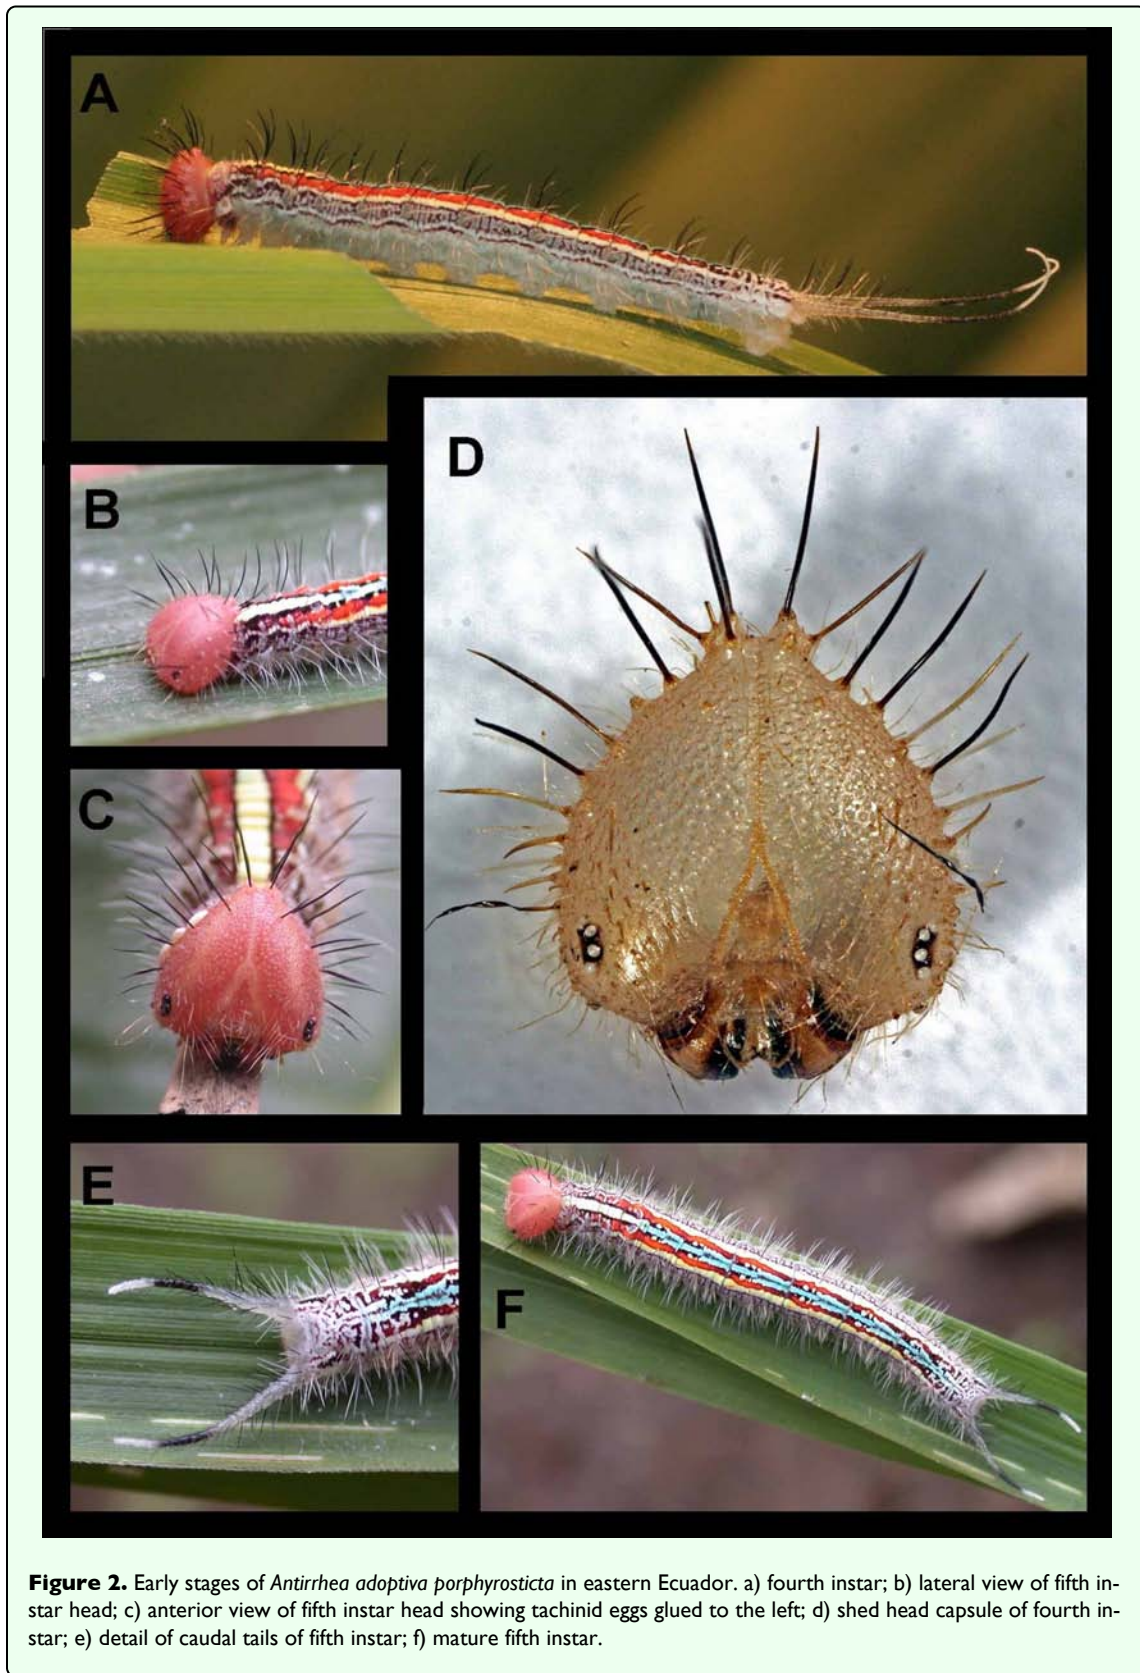 A
B
D
C
E
F
Figure 2. Early stages of Antirrhea adoptiva porphyrosticta in eastern Ecuador. a) fourth instar; b) lateral view of fifth in-
star head; c) anterior view of fifth instar head showing tachinid eggs glued to the left; d) shed head capsule of fourth in-
star; e) detail of caudal tails of fifth instar; f) mature fifth instar.